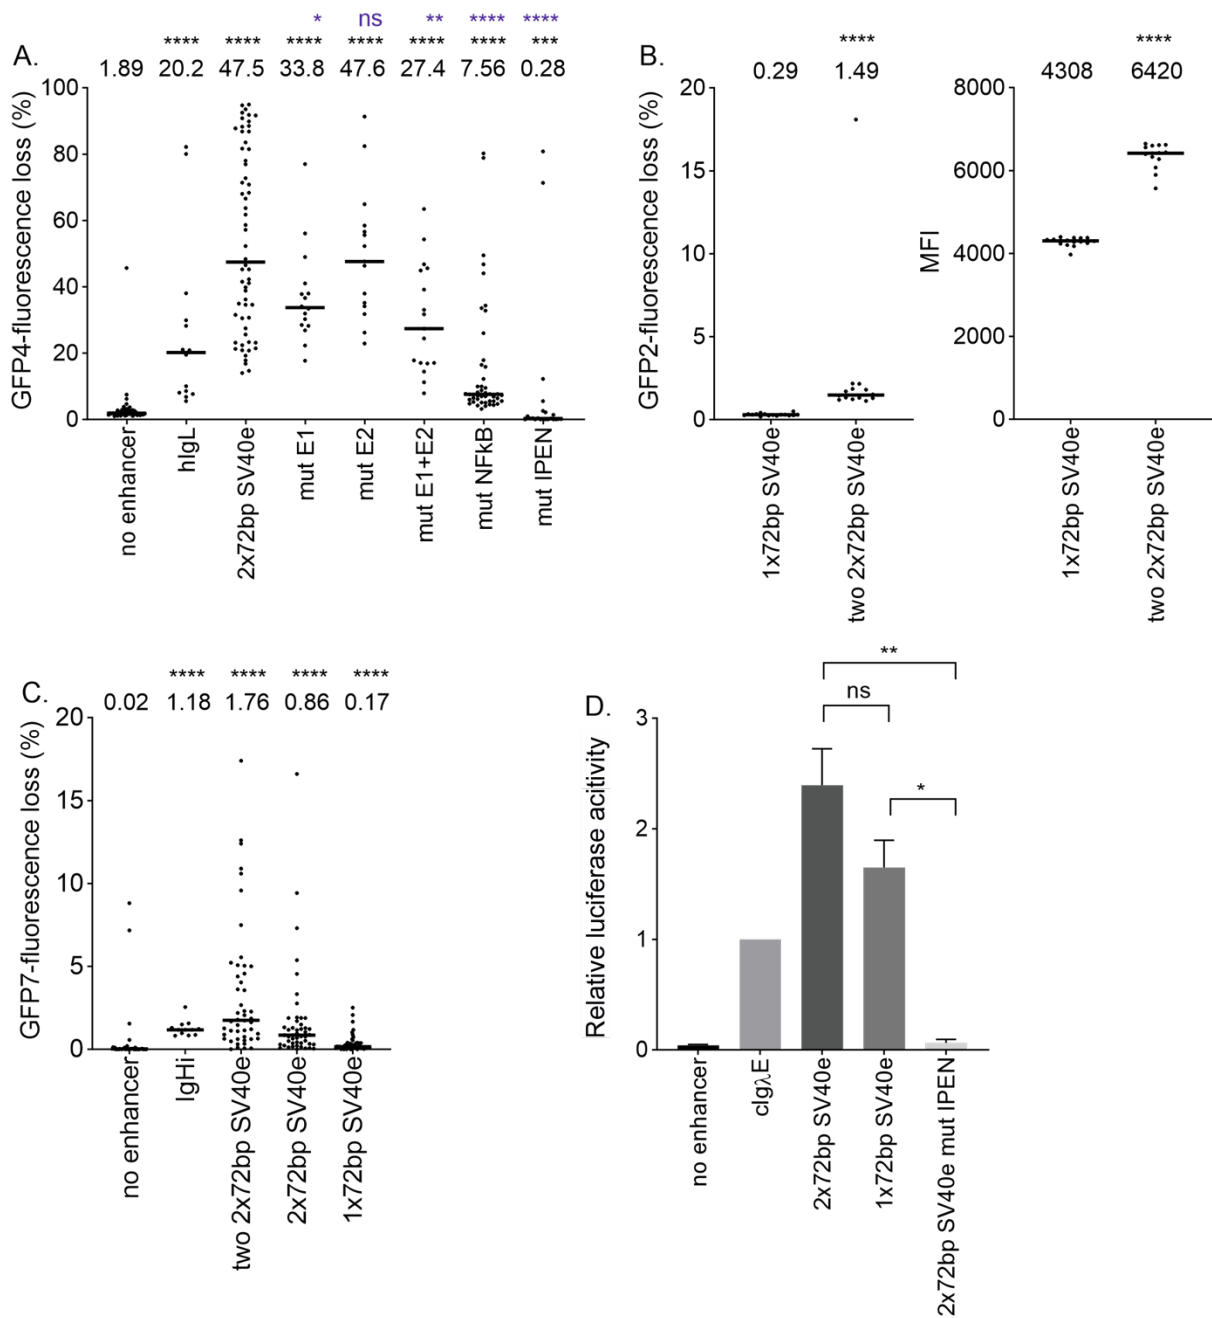 * ns ** **** ****
**** **** **** **** **** **** ***
A. 1.89 20.2 47.5 33.8 47.6 27.4 7.56 0.28
GFP4-fluorescence loss (%)
100
80
60
40
20
0
no enhancer
hIgL
2x72bp SV40e
mut E1
mut E2
mut E1+E2
mut NFkB
mut IPEN
****
B. 0.29 1.49
GFP2-fluorescence loss (%)
20
15
10
5
0
1x72bp SV40e
two 2x72bp SV40e
****
4308 6420
MFI
8000
6000
4000
2000
0
1x72bp SV40e
two 2x72bp SV40e
**** **** **** ****
C. 0.02 1.18 1.76 0.86 0.17
GFP7-fluorescence loss (%)
20
15
10
5
0
no enhancer
IgHi
two 2x72bp SV40e
2x72bp SV40e
1x72bp SV40e
D.
**
ns
*
Relative luciferase acitivity
3
2
1
0
no enhancer
cIgλE
2x72bp SV40e
1x72bp SV40e
2x72bp SV40e mut IPEN